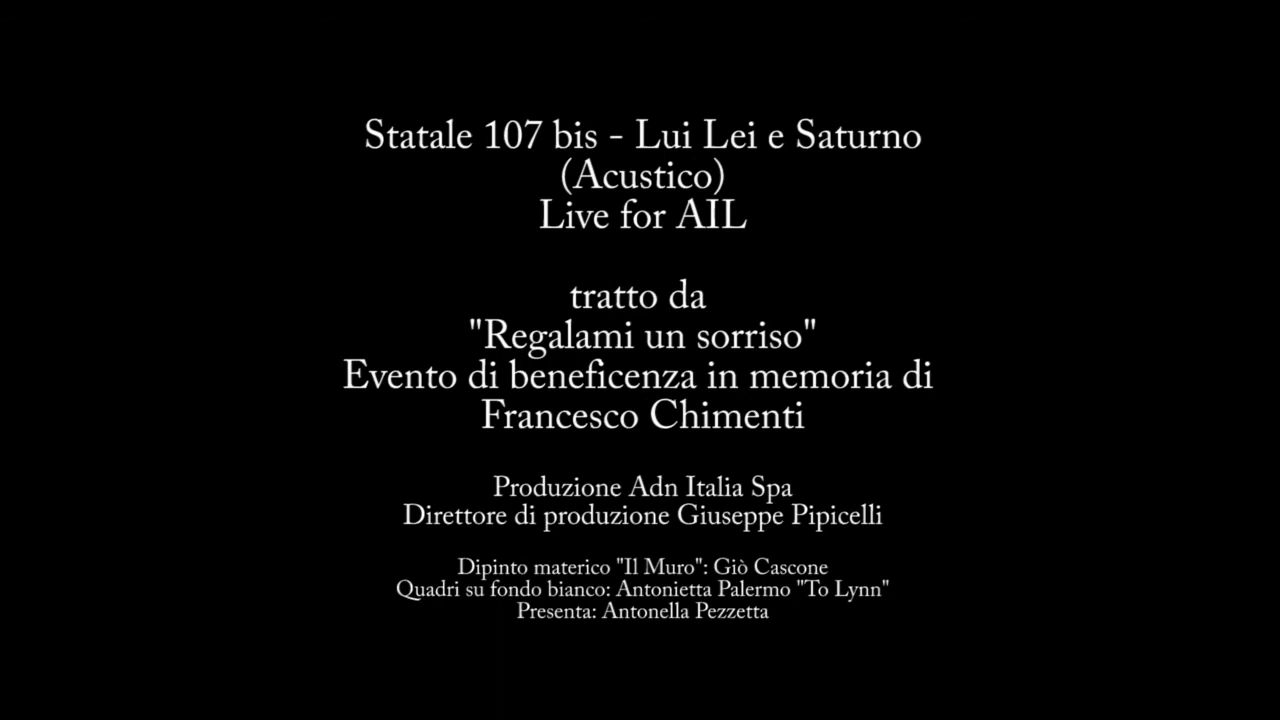 Statale 107 bis - Lui Lei e Saturno
(Acustico)
Live for AIL
tratto da
"Regalami un sorriso"
Evento di beneficenza in memoria di
Francesco Chimenti
Produzione Adn Italia Spa
Direttore di produzione Giuseppe Pipicelli
Dipinto materico "Il Muro": Giò Cascone
Quadri su fondo bianco: Antonietta Palermo "To Lynn"
Presenta: Antonella Pezzetta